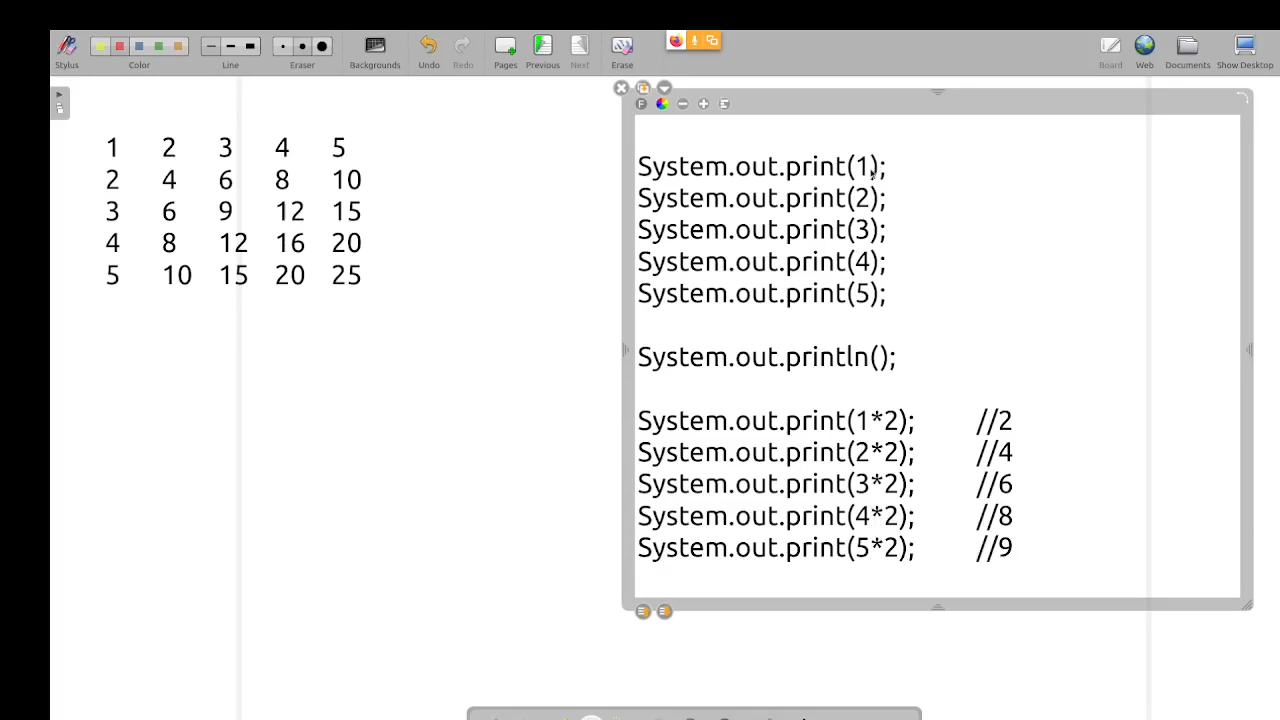 Stylus Color Line Eraser Backgrounds Undo Redo Pages Previous Next Erase Board Web Documents Show Desktop
1 2 3 4 5
2 4 6 8 10
3 6 9 12 15
4 8 12 16 20
5 10 15 20 25
F
System.out.print(1);
System.out.print(2);
System.out.print(3);
System.out.print(4);
System.out.print(5);
System.out.println();
System.out.print(1*2); //2
System.out.print(2*2); //4
System.out.print(3*2); //6
System.out.print(4*2); //8
System.out.print(5*2); //9